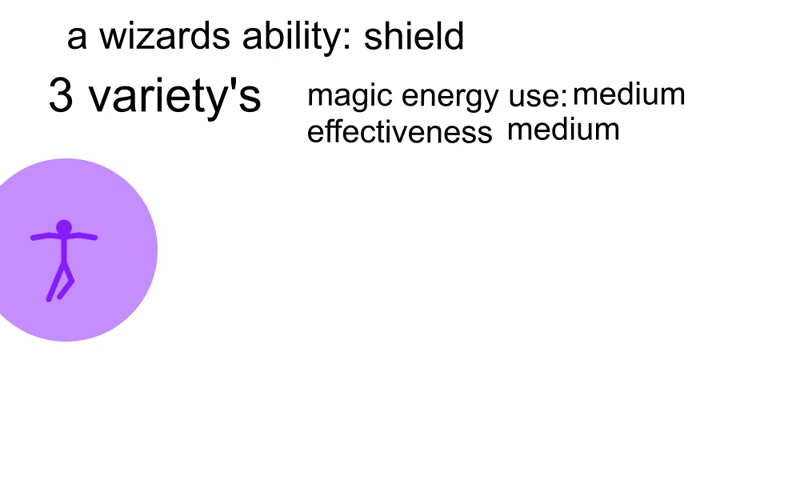 a wizards ability: shield
3 variety's
magic energy use: medium
effectiveness medium